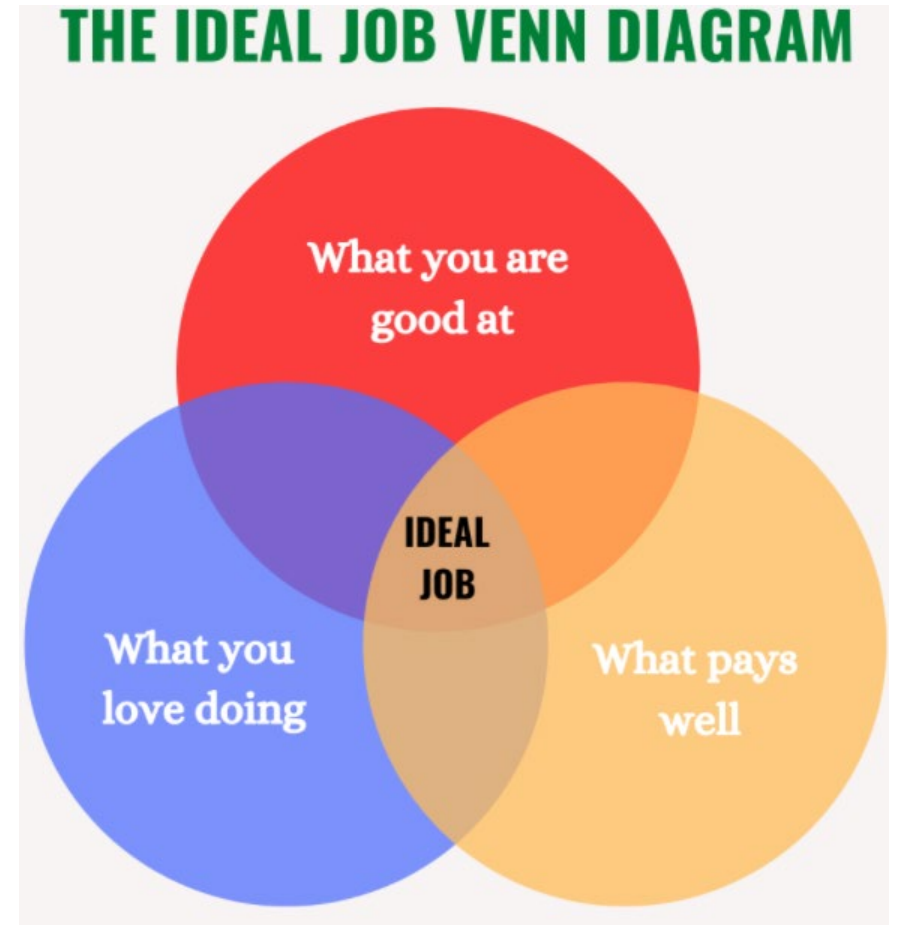 THE IDEAL JOB VENN DIAGRAM
What you are
good at
IDEAL
JOB
What you
love doing
What pays
well